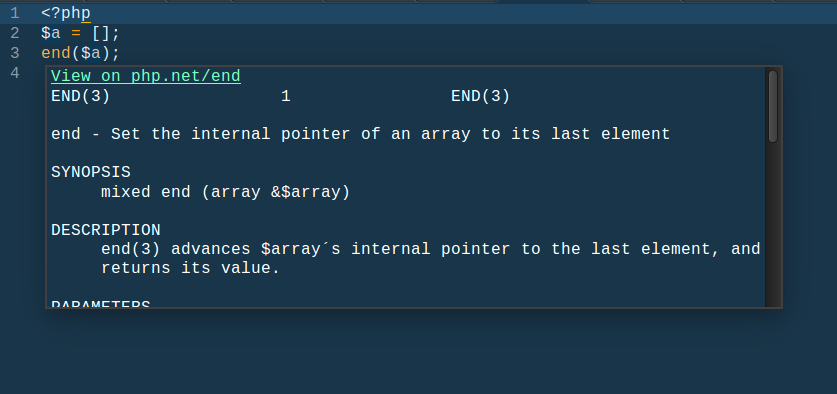 1 <?php
2 $a = [];
3 end($a);
4
View on php.net/end
END(3) 1 END(3)
end - Set the internal pointer of an array to its last element
SYNOPSIS
mixed end (array &$array)
DESCRIPTION
end(3) advances $array´s internal pointer to the last element, and
returns its value.
PARAMETERS